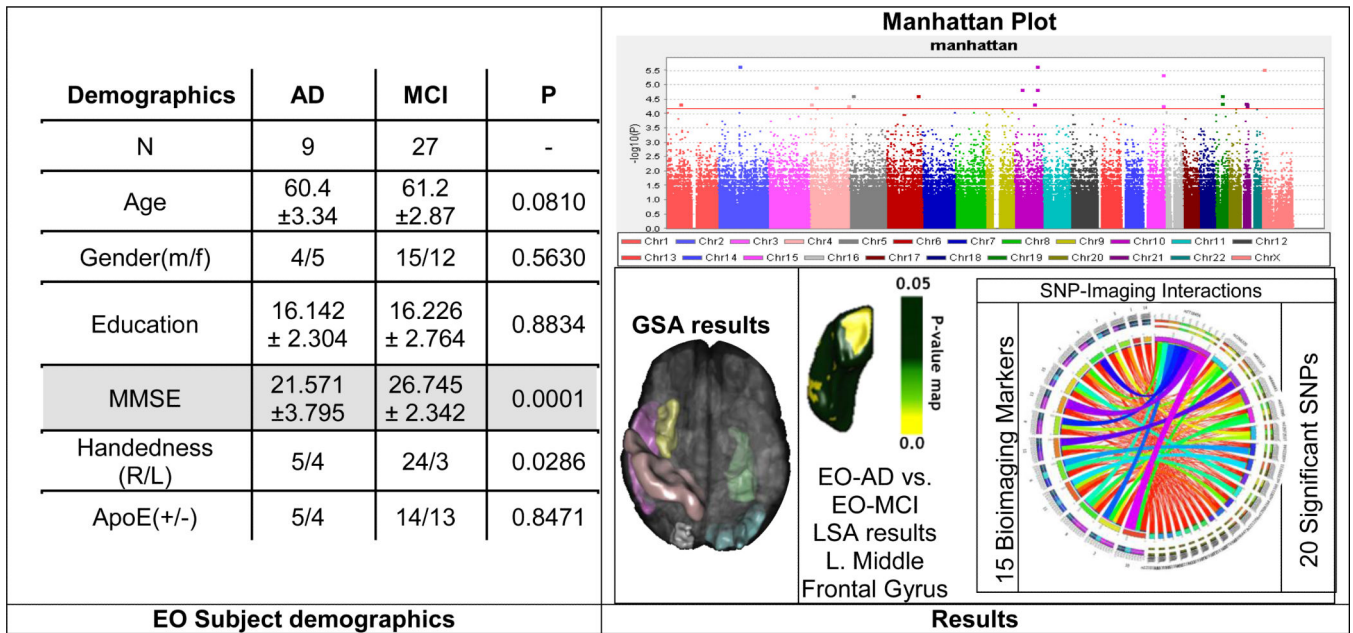 Demographics AD MCI P
N 9 27 -
Age 60.4 ±3.34 61.2 ±2.87 0.0810
Gender(m/f) 4/5 15/12 0.5630
Education 16.142 ± 2.304 16.226 ± 2.764 0.8834
MMSE 21.571 ±3.795 26.745 ± 2.342 0.0001
Handedness (R/L) 5/4 24/3 0.0286
ApoE(+/-) 5/4 14/13 0.8471
EO Subject demographics
Manhattan Plot
manhattan
-log10(P)
5.5
5.0
4.5
4.0
3.5
3.0
2.5
2.0
1.5
1.0
0.5
0.0
Chr1 Chr2 Chr3 Chr4 Chr5 Chr6 Chr7 Chr8 Chr9 Chr10 Chr11 Chr12
Chr13 Chr14 Chr15 Chr16 Chr17 Chr18 Chr19 Chr20 Chr21 Chr22 ChrX
GSA results
0.05
P-value map
0.0
EO-AD vs.
EO-MCI
LSA results
L. Middle
Frontal Gyrus
SNP-Imaging Interactions
15 Bioimaging Markers
20 Significant SNPs
Results